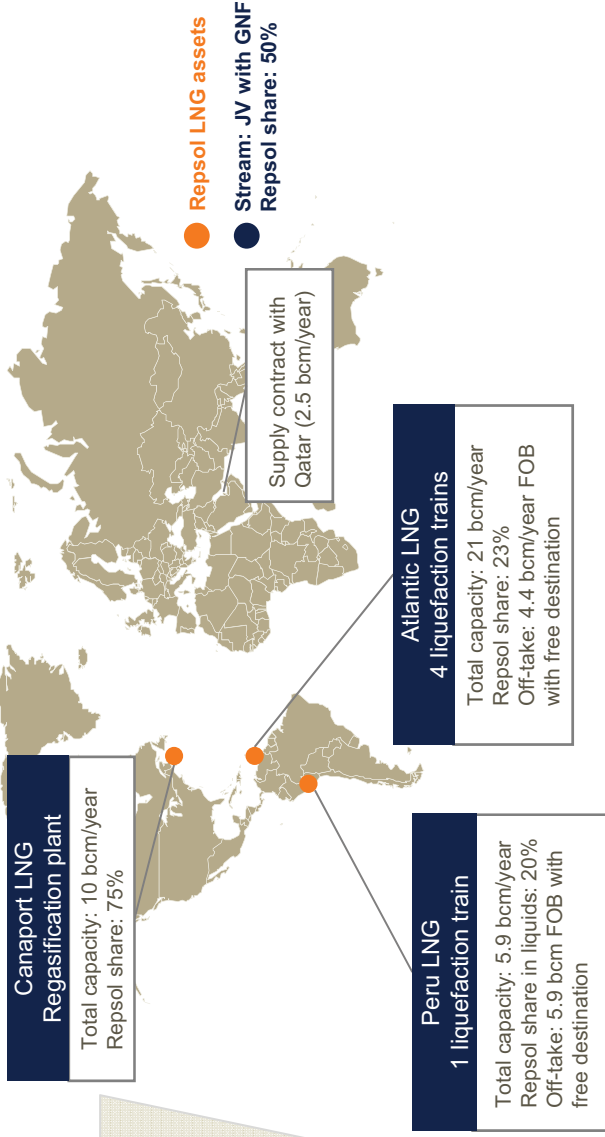 Canaport LNG
Regasification plant
Total capacity: 10 bcm/year
Repsol share: 75%
Peru LNG
1 liquefaction train
Total capacity: 5.9 bcm/year
Repsol share in liquids: 20%
Off-take: 5.9 bcm FOB with
free destination
Atlantic LNG
4 liquefaction trains
Total capacity: 21 bcm/year
Repsol share: 23%
Off-take: 4.4 bcm/year FOB
with free destination
Supply contract with
Qatar (2.5 bcm/year)
Repsol LNG assets
Stream: JV with GNF
Repsol share: 50%